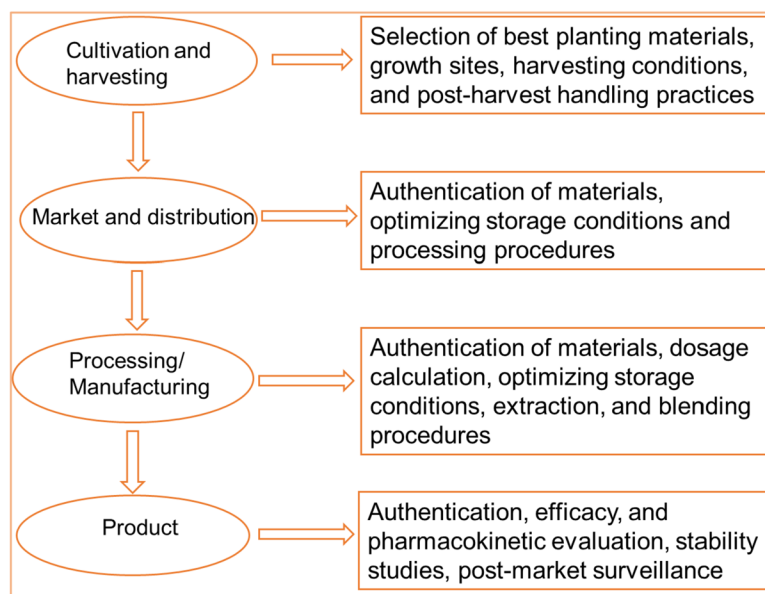 Cultivation and
harvesting
Selection of best planting materials,
growth sites, harvesting conditions,
and post-harvest handling practices
Market and distribution
Authentication of materials,
optimizing storage conditions and
processing procedures
Processing/
Manufacturing
Authentication of materials, dosage
calculation, optimizing storage
conditions, extraction, and blending
procedures
Product
Authentication, efficacy, and
pharmacokinetic evaluation, stability
studies, post-market surveillance